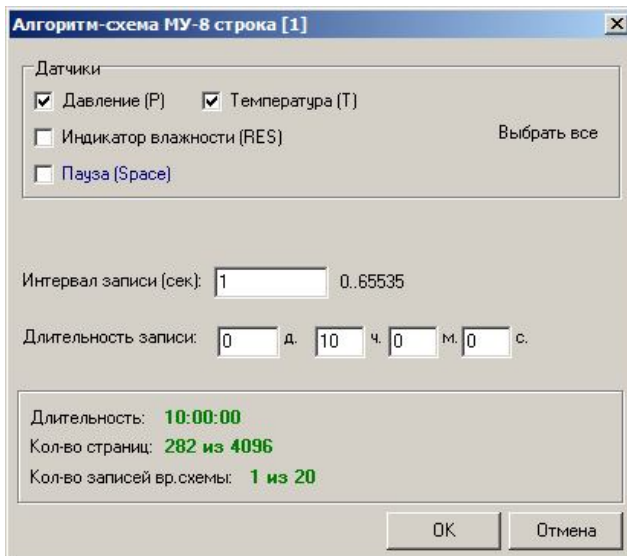 Алгоритм-схема МУ-8 строка [1]
Датчики
Давление (P) Температура (T)
Индикатор влажности (RES) Выбрать все
Пауза (Space)
Интервал записи (сек): 1 0..65535
Длительность записи: 0 д. 10 ч. 0 м. 0 с.
Длительность: 10:00:00
Кол-во страниц: 282 из 4096
Кол-во записей вр.схемы: 1 из 20
OK Отмена